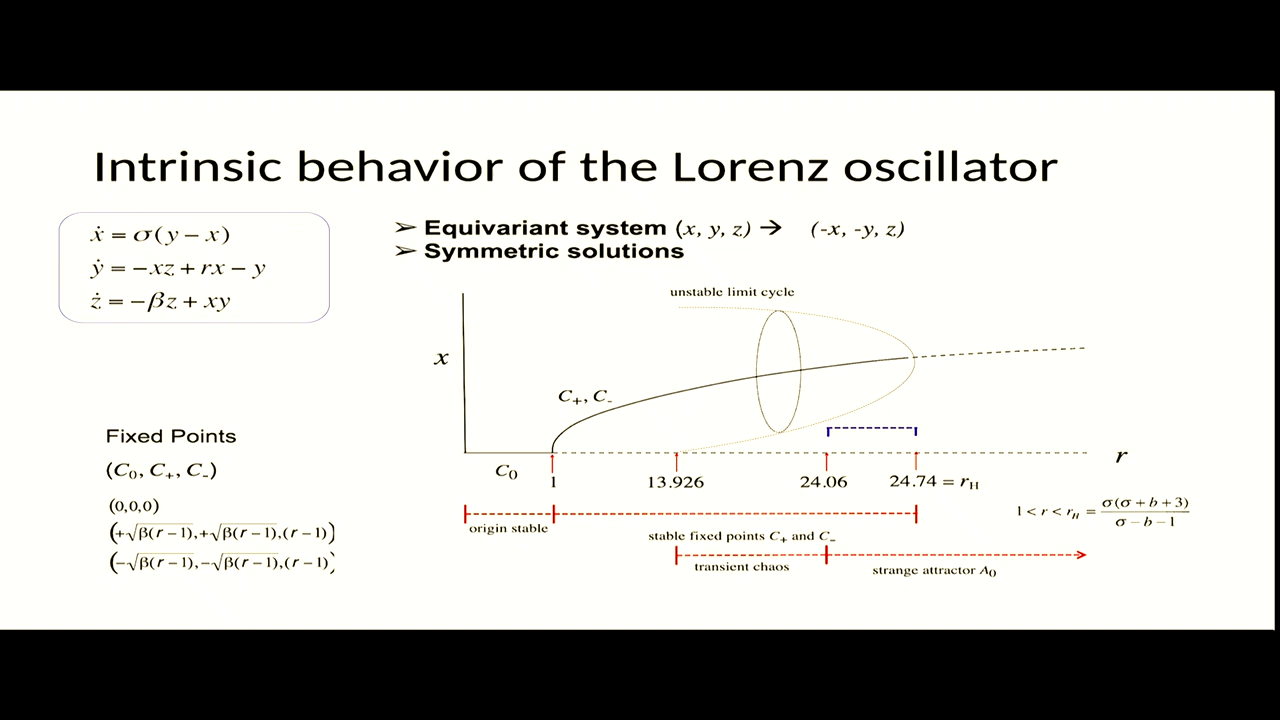 Intrinsic behavior of the Lorenz oscillator
ẋ = σ(y − x)
ẏ = −xz + rx − y
ż = −βz + xy
➢ Equivariant system (x, y, z) → (-x, -y, z)
➢ Symmetric solutions
unstable limit cycle
x
C₊, C₋
C₀
r
1
13.926
24.06
24.74 = r_H
1 < r < r_H = σ(σ + b + 3) / (σ − b − 1)
origin stable
stable fixed points C₊ and C₋
transient chaos
strange attractor A₀
Fixed Points
(C₀, C₊, C₋)
(0,0,0)
(+√β(r − 1),+√β(r − 1),(r − 1))
(−√β(r − 1),−√β(r − 1),(r − 1))